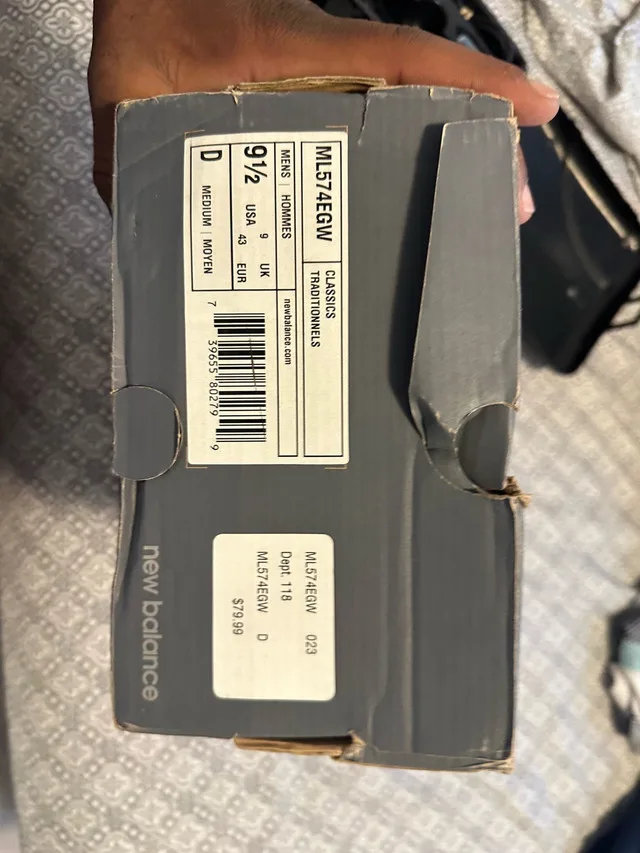 ML574EGW
CLASSICS
TRADITIONNELS
MENS | HOMMES
newbalance.com
9½ USA 9 UK
43 EUR
D MEDIUM | MOYEN
7 39655 80279 9
ML574EGW 023
Dept. 118
ML574EGW D
$79.99
new balance